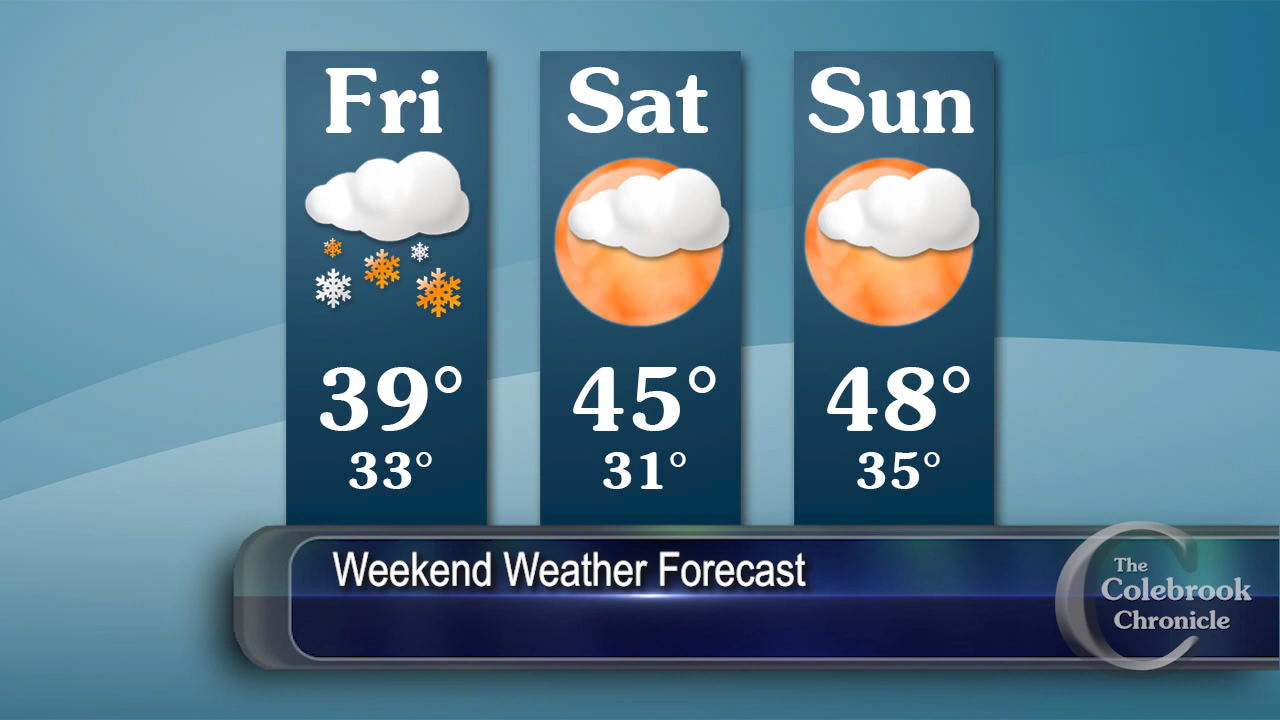 Fri
39°
33°
Sat
45°
31°
Sun
48°
35°
Weekend Weather Forecast
The
Colebrook
Chronicle